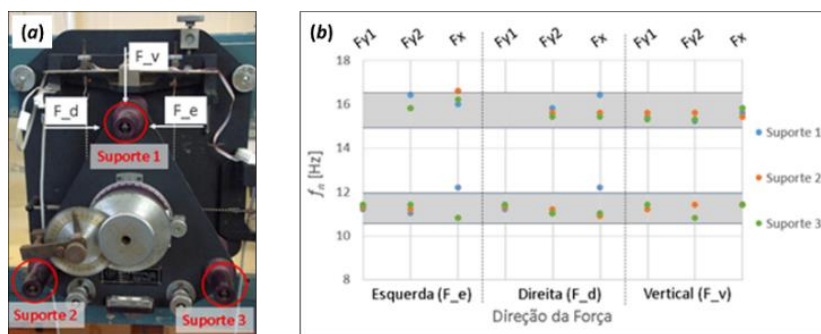 (a)
F_v
F_d
F_e
Suporte 1
Suporte 2
Suporte 3
(b)
Fy1 Fy2 Fx Fy1 Fy2 Fx Fy1 Fy2 Fx
18
16
14
12
10
8
fn [Hz]
Suporte 1
Suporte 2
Suporte 3
Esquerda (F_e) Direita (F_d) Vertical (F_v)
Direção da Força